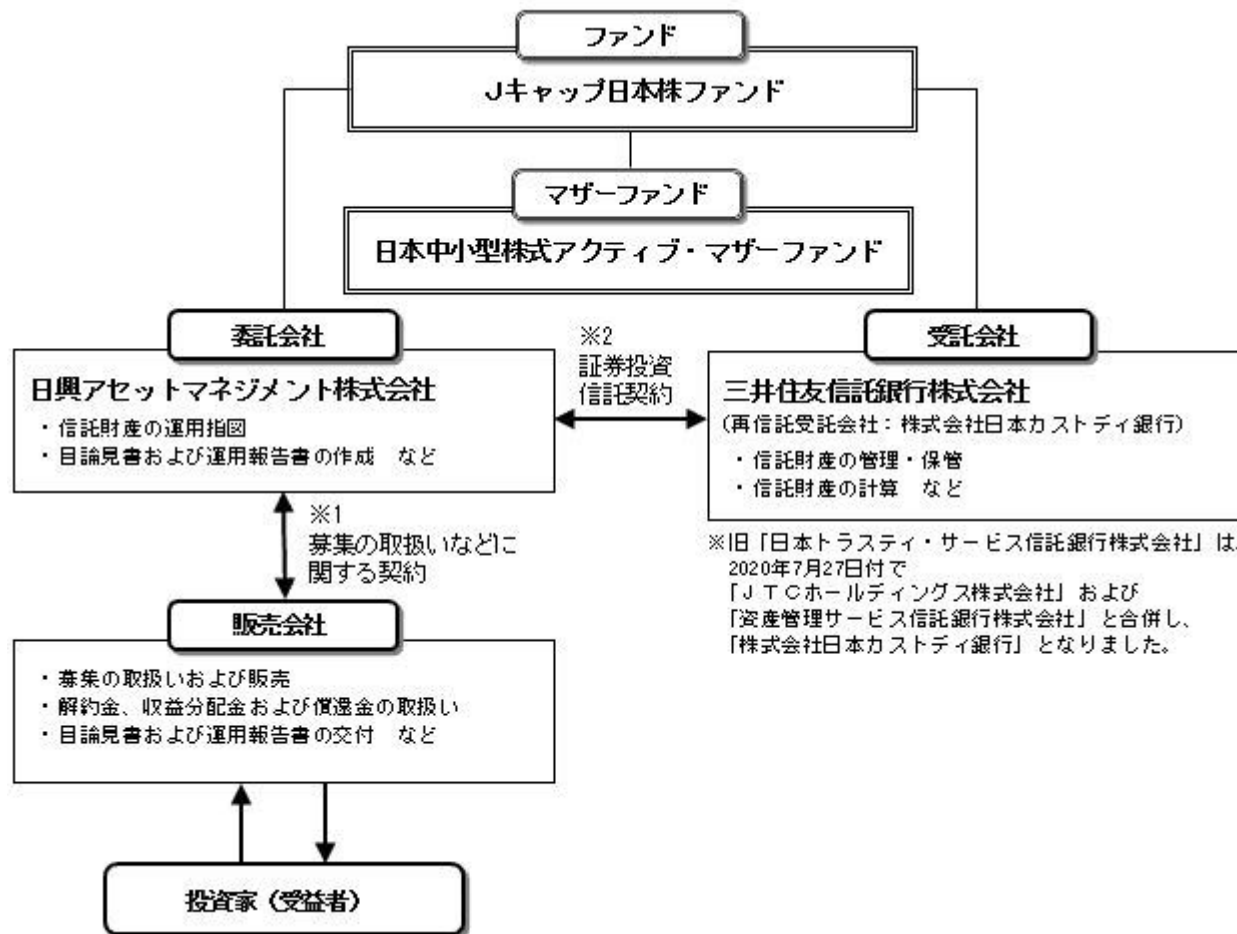 ファンド
Jキャップ日本株ファンド
マザーファンド
日本中小型株式アクティブ・マザーファンド
委託会社
日興アセットマネジメント株式会社
・信託財産の運用指図
・目論見書および運用報告書の作成　など
※2
証券投資
信託契約
受託会社
三井住友信託銀行株式会社
(再信託受託会社：株式会社日本カストディ銀行)
・信託財産の管理・保管
・信託財産の計算　など
※1
募集の取扱いなどに
関する契約
※旧「日本トラスティ・サービス信託銀行株式会社」は、
2020年7月27日付で
「JTCホールディングス株式会社」および
「資産管理サービス信託銀行株式会社」と合併し、
「株式会社日本カストディ銀行」となりました。
販売会社
・募集の取扱いおよび販売
・解約金、収益分配金および償還金の取扱い
・目論見書および運用報告書の交付　など
投資家（受益者）